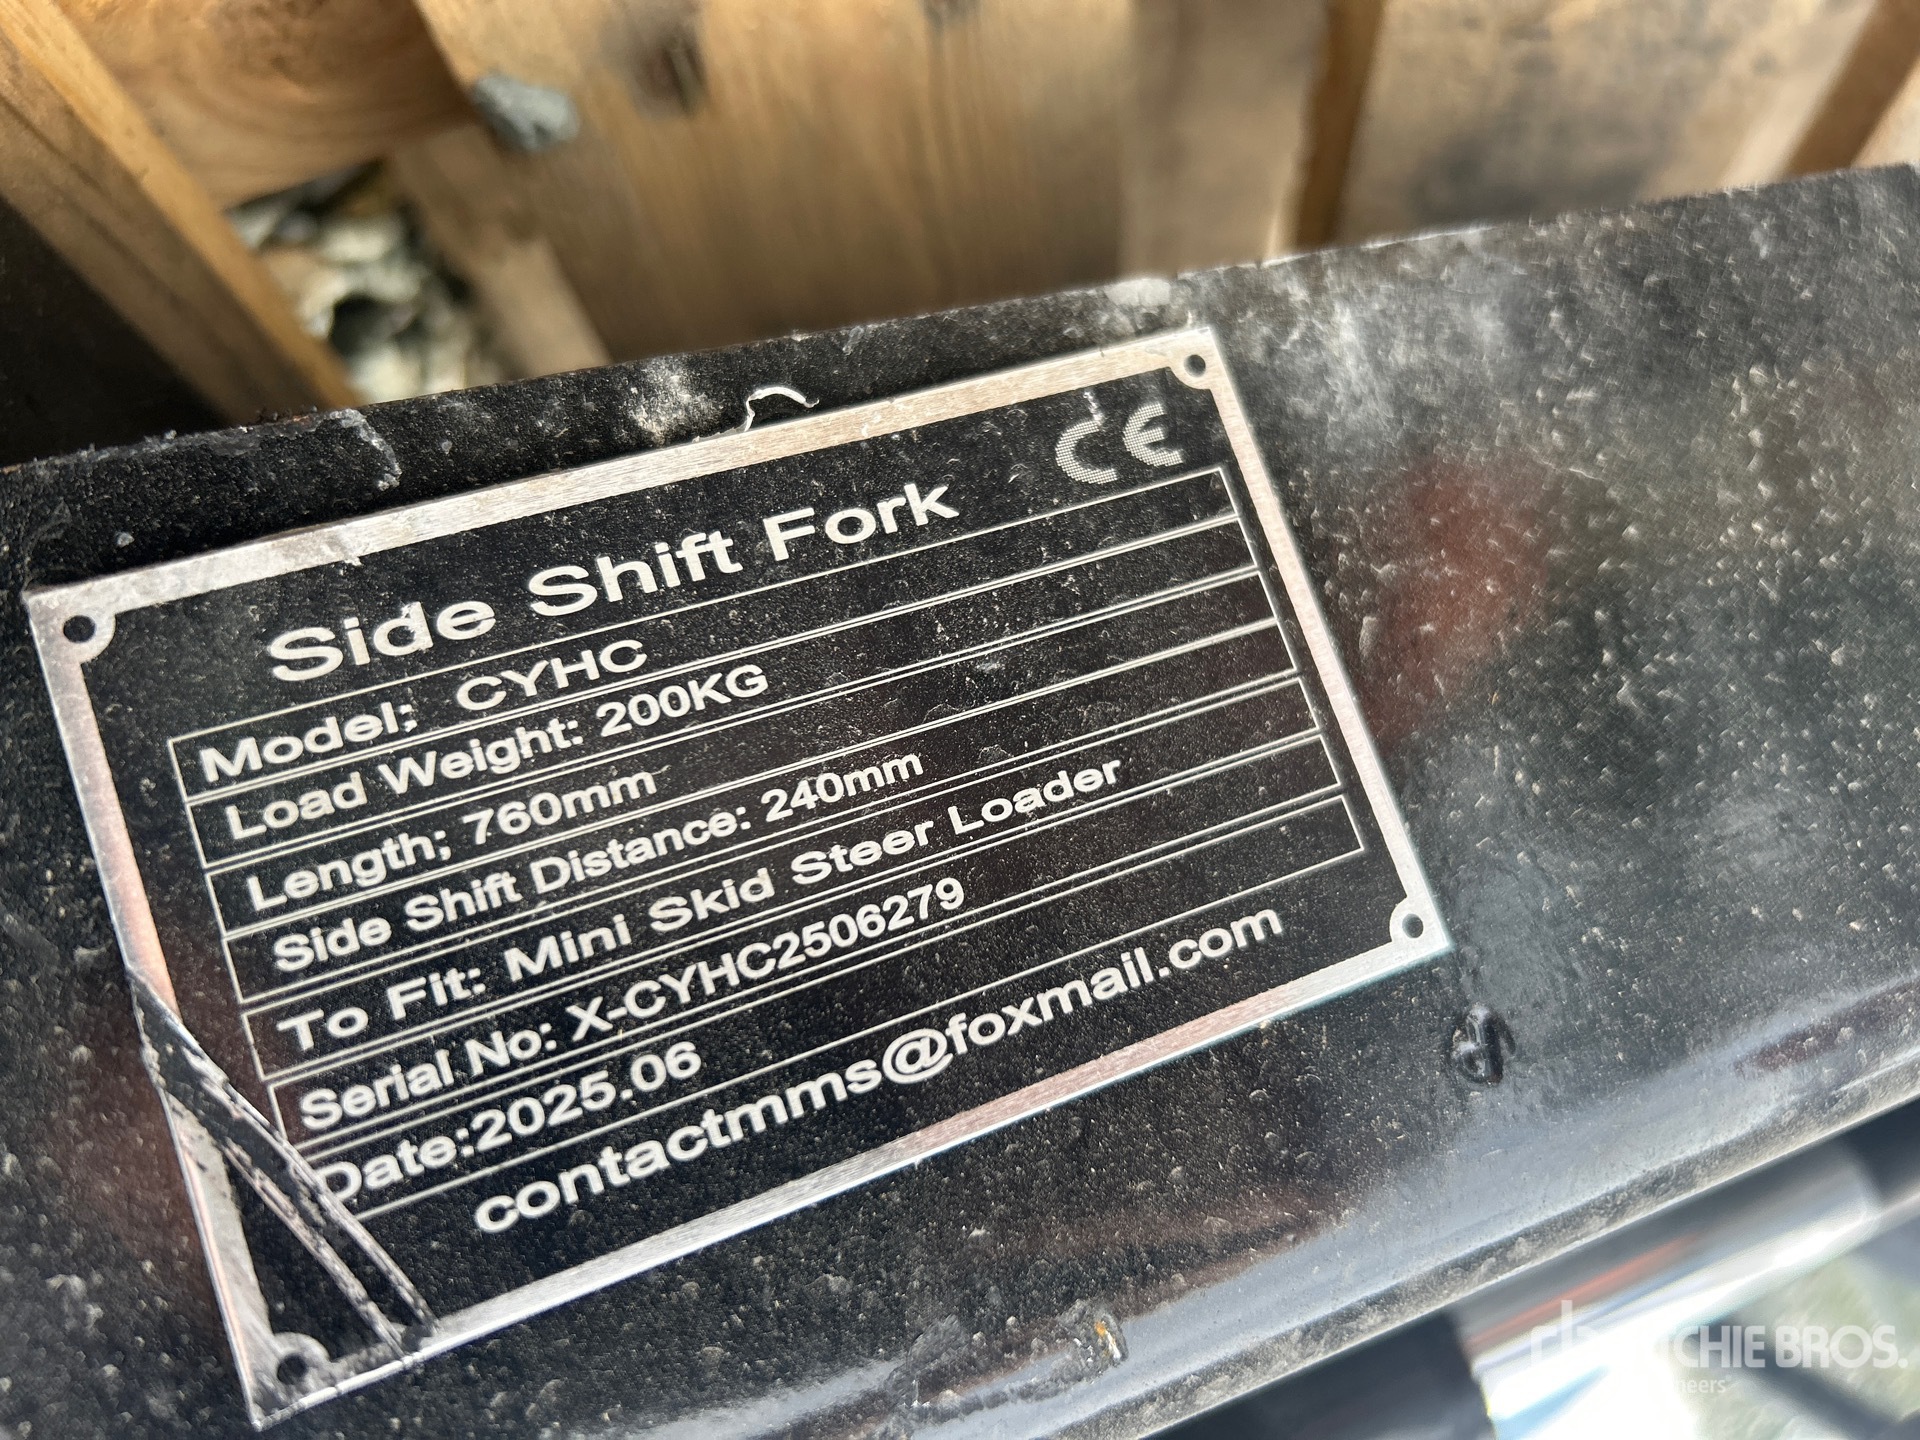 CE
Side Shift Fork
Model: CYHC
Load Weight: 200KG
Length; 760mm
Side Shift Distance: 240mm
To Fit: Mini Skid Steer Loader
Serial No: X-CYHC2506279
Date:2025.06
contactmms@foxmail.com
BROS.